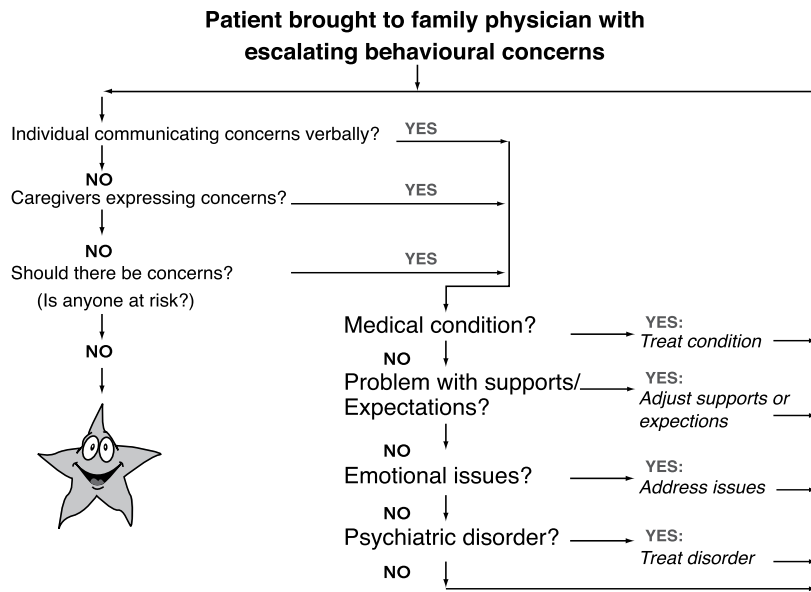 Patient brought to family physician with
escalating behavioural concerns
Individual communicating concerns verbally?
YES
NO
Caregivers expressing concerns?
YES
NO
Should there be concerns?
YES
(Is anyone at risk?)
NO
Medical condition?
YES:
Treat condition
NO
Problem with supports/
Expectations?
YES:
Adjust supports or
expections
NO
Emotional issues?
YES:
Address issues
NO
Psychiatric disorder?
YES:
Treat disorder
NO